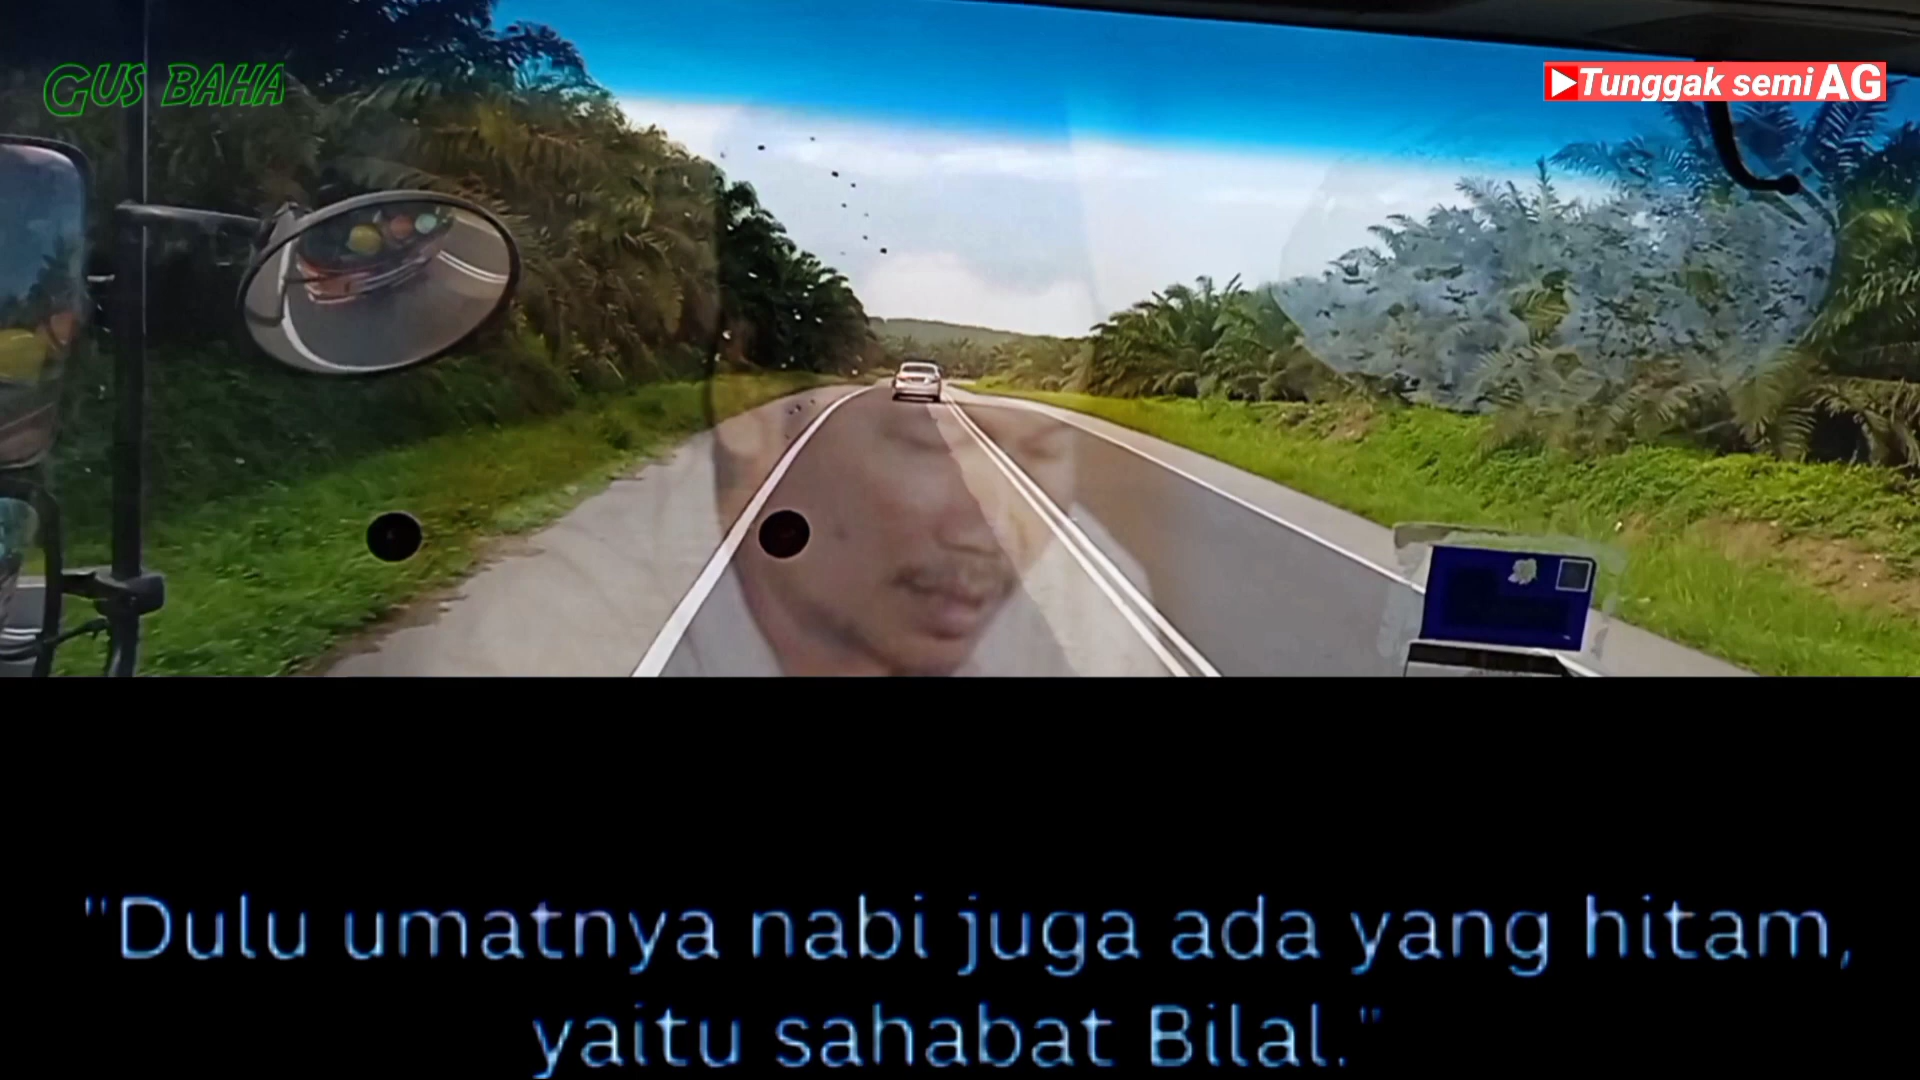 GUS BAHA
Tunggak semi AG
"Dulu umatnya nabi juga ada yang hitam,
yaitu sahabat Bilal."